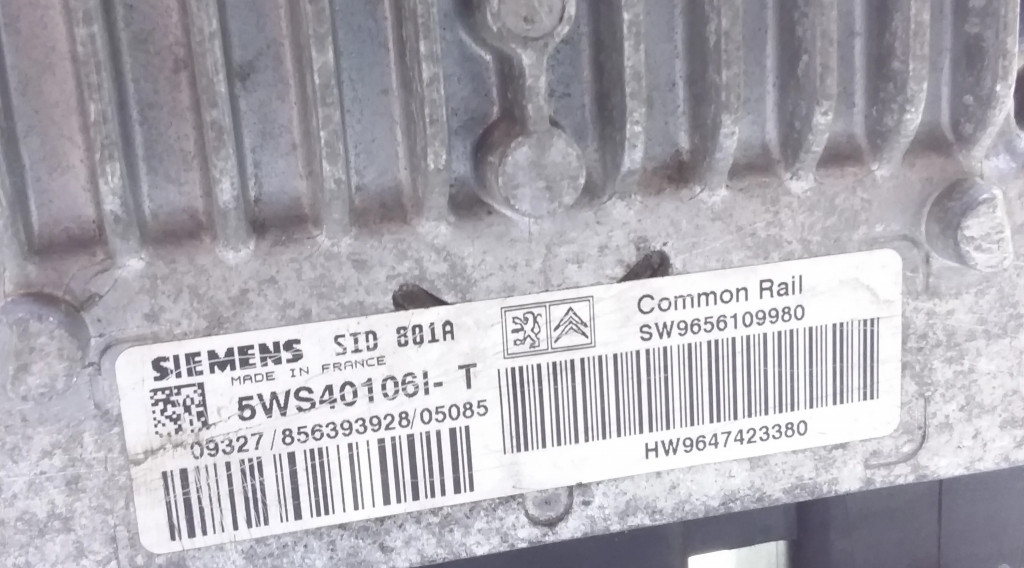 SIEMENS SID 801A
MADE IN FRANCE
5WS40106I- T
09327/856393928/05085
Common Rail
SW9656109980
HW9647423380